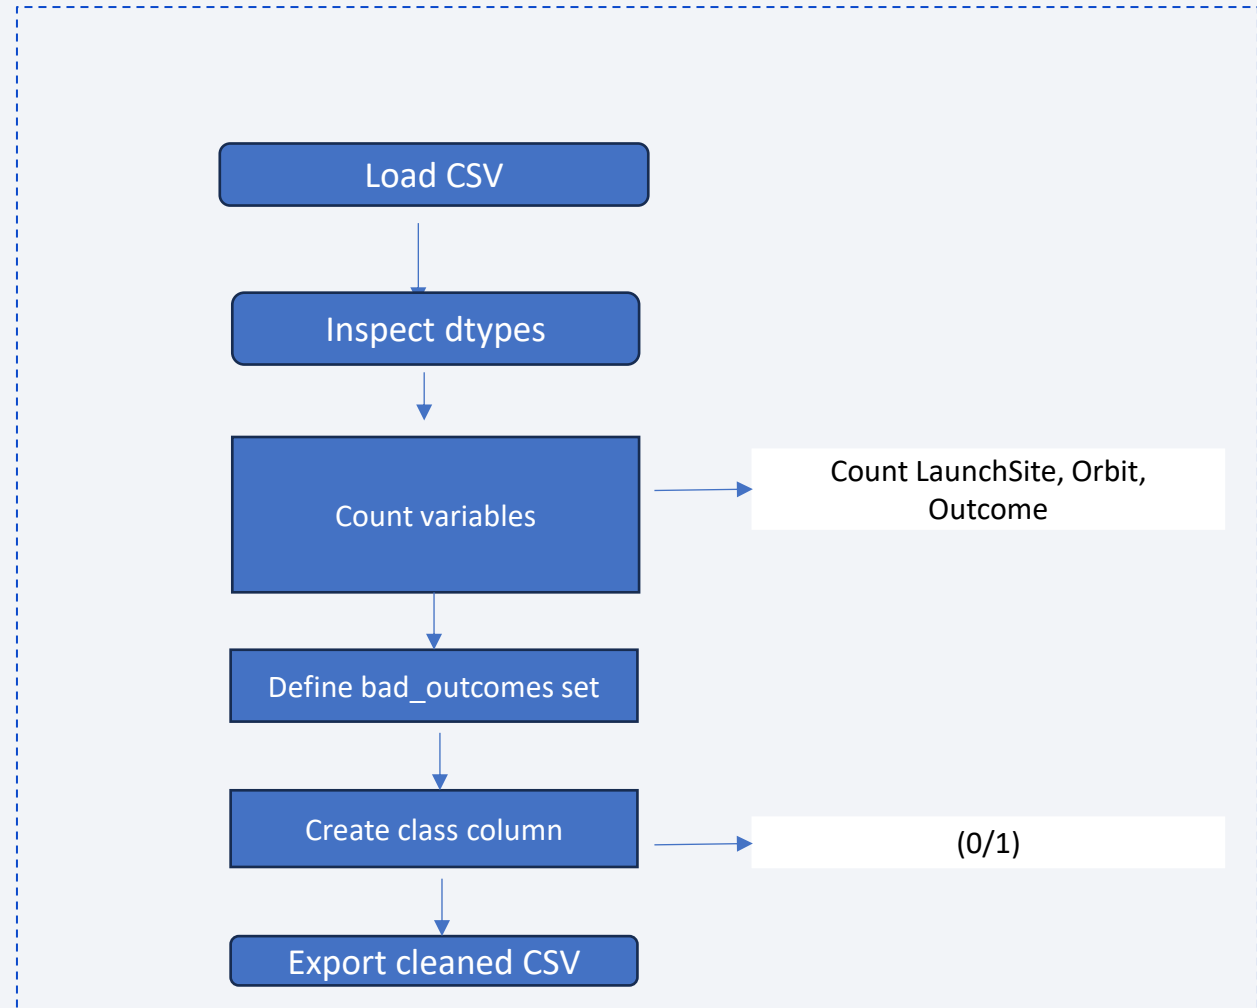 Load CSV
Inspect dtypes
Count variables
Count LaunchSite, Orbit,
Outcome
Define bad_outcomes set
Create class column
(0/1)
Export cleaned CSV